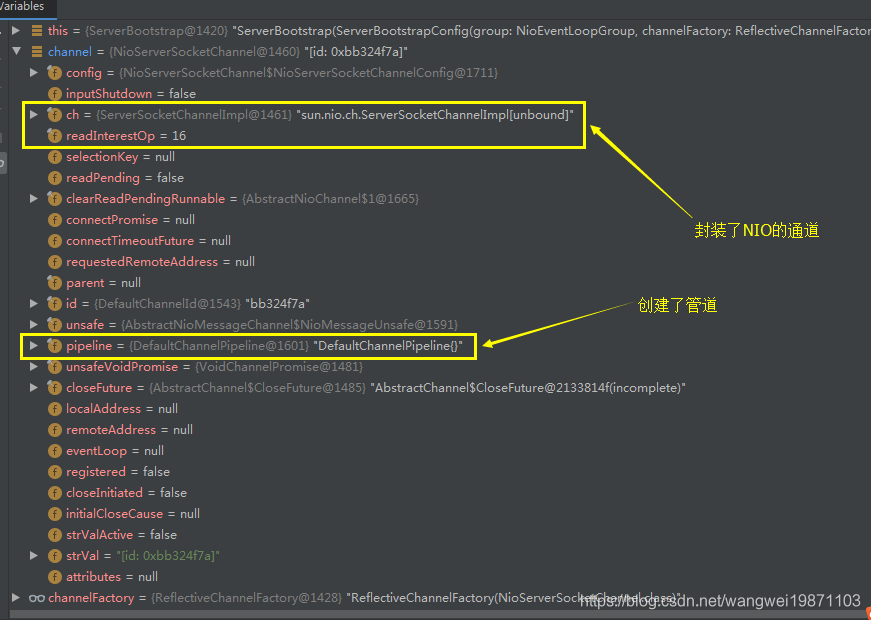 Variables
this = {ServerBootstrap@1420} "ServerBootstrap(ServerBootstrapConfig(group: NioEventLoopGroup, channelFactory: ReflectiveChannelFactor
channel = {NioServerSocketChannel@1460} "[id: 0xbb324f7a]"
config = {NioServerSocketChannel$NioServerSocketChannelConfig@1711}
inputShutdown = false
ch = {ServerSocketChannelImpl@1461} "sun.nio.ch.ServerSocketChannelImpl[unbound]"
readInterestOp = 16
selectionKey = null
readPending = false
clearReadPendingRunnable = {AbstractNioChannel$1@1665}
connectPromise = null
封装了NIO的通道
connectTimeoutFuture = null
requestedRemoteAddress = null
parent = null
id = {DefaultChannelId@1543} "bb324f7a"
创建了管道
unsafe = {AbstractNioMessageChannel$NioMessageUnsafe@1591}
pipeline = {DefaultChannelPipeline@1601} "DefaultChannelPipeline{}"
unsafeVoidPromise = {VoidChannelPromise@1481}
closeFuture = {AbstractChannel$CloseFuture@1485} "AbstractChannel$CloseFuture@2133814f(incomplete)"
localAddress = null
remoteAddress = null
eventLoop = null
registered = false
closeInitiated = false
initialCloseCause = null
strValActive = false
strVal = "[id: 0xbb324f7a]"
attributes = null
channelFactory = {ReflectiveChannelFactory@1428} "ReflectiveChannelFactory(NioServerSocketChannel.class)"
https://blog.csdn.net/wangwei19871103